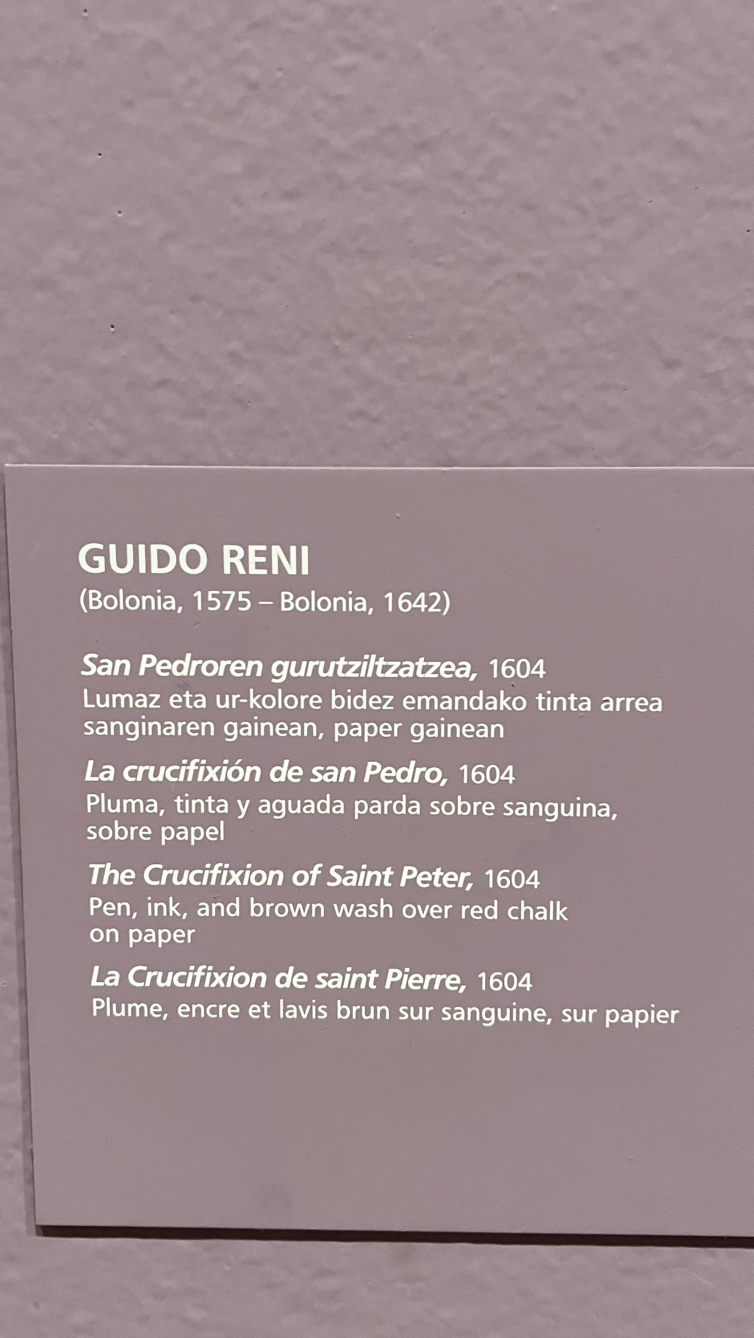 GUIDO RENI
(Bolonia, 1575 – Bolonia, 1642)
San Pedroren gurutziltzatzea, 1604
Lumaz eta ur-kolore bidez emandako tinta arrea
sanginaren gainean, paper gainean
La crucifixión de san Pedro, 1604
Pluma, tinta y aguada parda sobre sanguina,
sobre papel
The Crucifixion of Saint Peter, 1604
Pen, ink, and brown wash over red chalk
on paper
La Crucifixion de saint Pierre, 1604
Plume, encre et lavis brun sur sanguine, sur papier